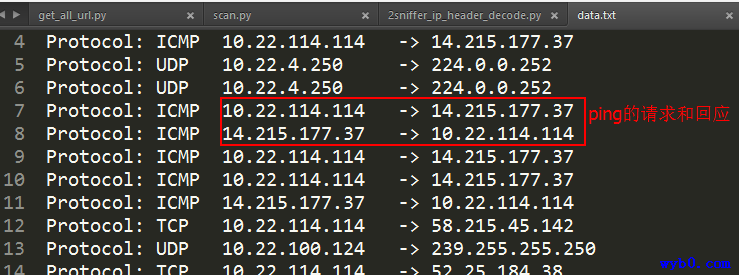 get_all_url.py scan.py 2sniffer_ip_header_decode.py data.txt
4 Protocol: ICMP 10.22.114.114 -> 14.215.177.37
5 Protocol: UDP 10.22.4.250 -> 224.0.0.252
6 Protocol: UDP 10.22.4.250 -> 224.0.0.252
7 Protocol: ICMP 10.22.114.114 -> 14.215.177.37 ping的请求和回应
8 Protocol: ICMP 14.215.177.37 -> 10.22.114.114
9 Protocol: ICMP 10.22.114.114 -> 14.215.177.37
10 Protocol: ICMP 10.22.114.114 -> 14.215.177.37
11 Protocol: ICMP 14.215.177.37 -> 10.22.114.114
12 Protocol: TCP 10.22.114.114 -> 58.215.45.142
13 Protocol: UDP 10.22.100.124 -> 239.255.255.250
14 Protocol: TCP 10.22.114.114 -> 52.25.184.38